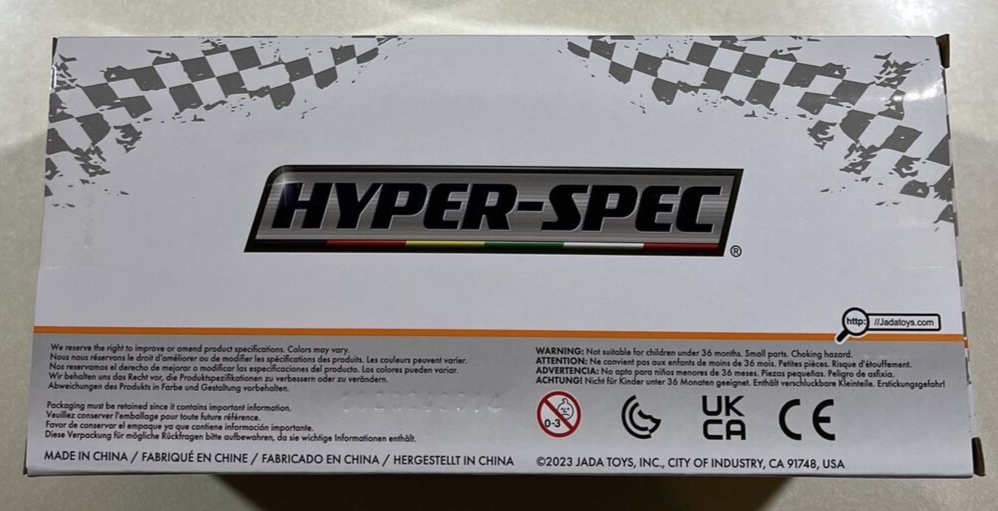 HYPER-SPEC®
http: //Jadatoys.com
We reserve the right to improve or amend product specifications. Colors may vary.
Nous nous réservons le droit d'améliorer ou de modifier les spécifications des produits. Les couleurs peuvent varier.
Nos reservamos el derecho de mejorar o modificar las especificaciones del producto. Los colores pueden variar.
Wir behalten uns das Recht vor, die Produktspezifikationen zu verbessern oder zu verändern.
Abweichungen des Produkts in Farbe und Gestaltung vorbehalten.
Packaging must be retained since it contains important information.
Veuillez conserver l'emballage pour toute future référence.
Favor de conservar el empaque ya que contiene información importante.
Diese Verpackung für mögliche Rückfragen bitte aufbewahren, da sie wichtige Informationen enthält.
MADE IN CHINA / FABRIQUÉ EN CHINE / FABRICADO EN CHINA / HERGESTELLT IN CHINA
WARNING: Not suitable for children under 36 months. Small parts. Choking hazard.
ATTENTION: Ne convient pas aux enfants de moins de 36 mois. Petites pièces. Risque d'étouffement.
ADVERTENCIA: No apto para niños menores de 36 meses. Piezas pequeñas. Peligro de asfixia.
ACHTUNG! Nicht für Kinder unter 36 Monaten geeignet. Enthält verschluckbare Kleinteile. Erstickungsgefahr!
0-3
UK
CA
CE
©2023 JADA TOYS, INC., CITY OF INDUSTRY, CA 91748, USA